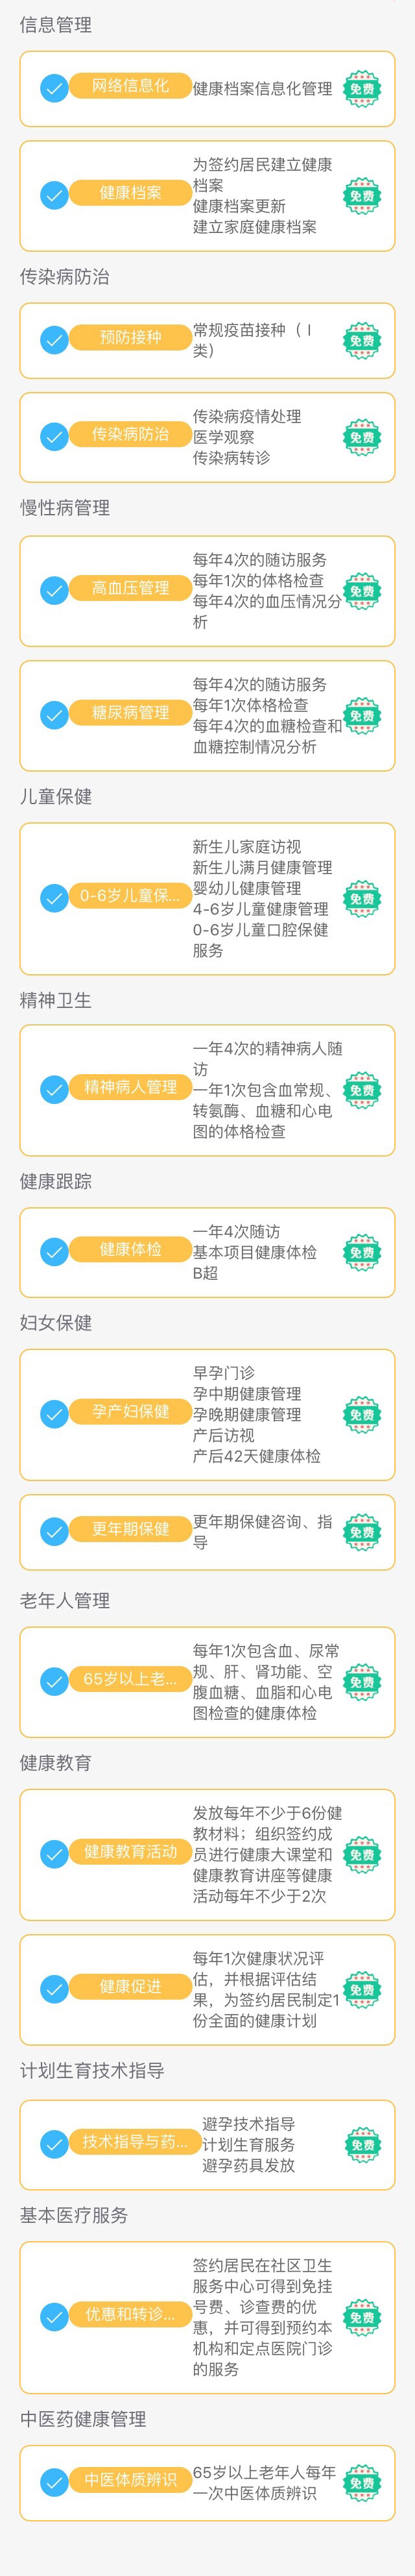 信息管理
网络信息化
健康档案信息化管理
免费
健康档案
为签约居民建立健康
档案
健康档案更新
建立家庭健康档案
免费
传染病防治
预防接种
常规疫苗接种（Ⅰ
类）
免费
传染病防治
传染病疫情处理
医学观察
传染病转诊
免费
慢性病管理
高血压管理
每年4次的随访服务
每年1次的体格检查
每年4次的血压情况分
析
免费
糖尿病管理
每年4次的随访服务
每年1次体格检查
每年4次的血糖检查和
血糖控制情况分析
免费
儿童保健
0-6岁儿童保...
新生儿家庭访视
新生儿满月健康管理
婴幼儿健康管理
4-6岁儿童健康管理
0-6岁儿童口腔保健
服务
免费
精神卫生
精神病人管理
一年4次的精神病人随
访
一年1次包含血常规、
转氨酶、血糖和心电
图的体格检查
免费
健康跟踪
健康体检
一年4次随访
基本项目健康体检
B超
免费
妇女保健
孕产妇保健
早孕门诊
孕中期健康管理
孕晚期健康管理
产后访视
产后42天健康体检
免费
更年期保健
更年期保健咨询、指
导
免费
老年人管理
65岁以上老...
每年1次包含血、尿常
规、肝、肾功能、空
腹血糖、血脂和心电
图检查的健康体检
免费
健康教育
健康教育活动
发放每年不少于6份健
教材料；组织签约成
员进行健康大课堂和
健康教育讲座等健康
活动每年不少于2次
免费
健康促进
每年1次健康状况评
估，并根据评估结
果，为签约居民制定1
份全面的健康计划
免费
计划生育技术指导
技术指导与药...
避孕技术指导
计划生育服务
避孕药具发放
免费
基本医疗服务
优惠和转诊...
签约居民在社区卫生
服务中心可得到免挂
号费、诊查费的优
惠，并可得到预约本
机构和定点医院门诊
的服务
免费
中医药健康管理
中医体质辨识
65岁以上老年人每年
一次中医体质辨识
免费